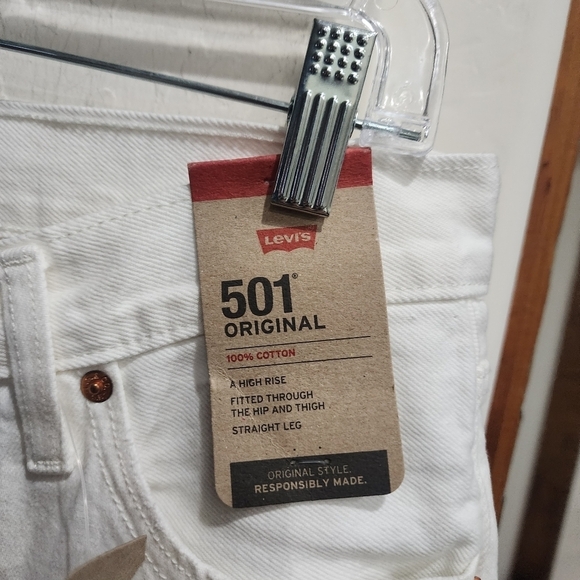 Levi's
501®
ORIGINAL
100% COTTON
A HIGH RISE
FITTED THROUGH
THE HIP AND THIGH
STRAIGHT LEG
ORIGINAL STYLE.
RESPONSIBLY MADE.